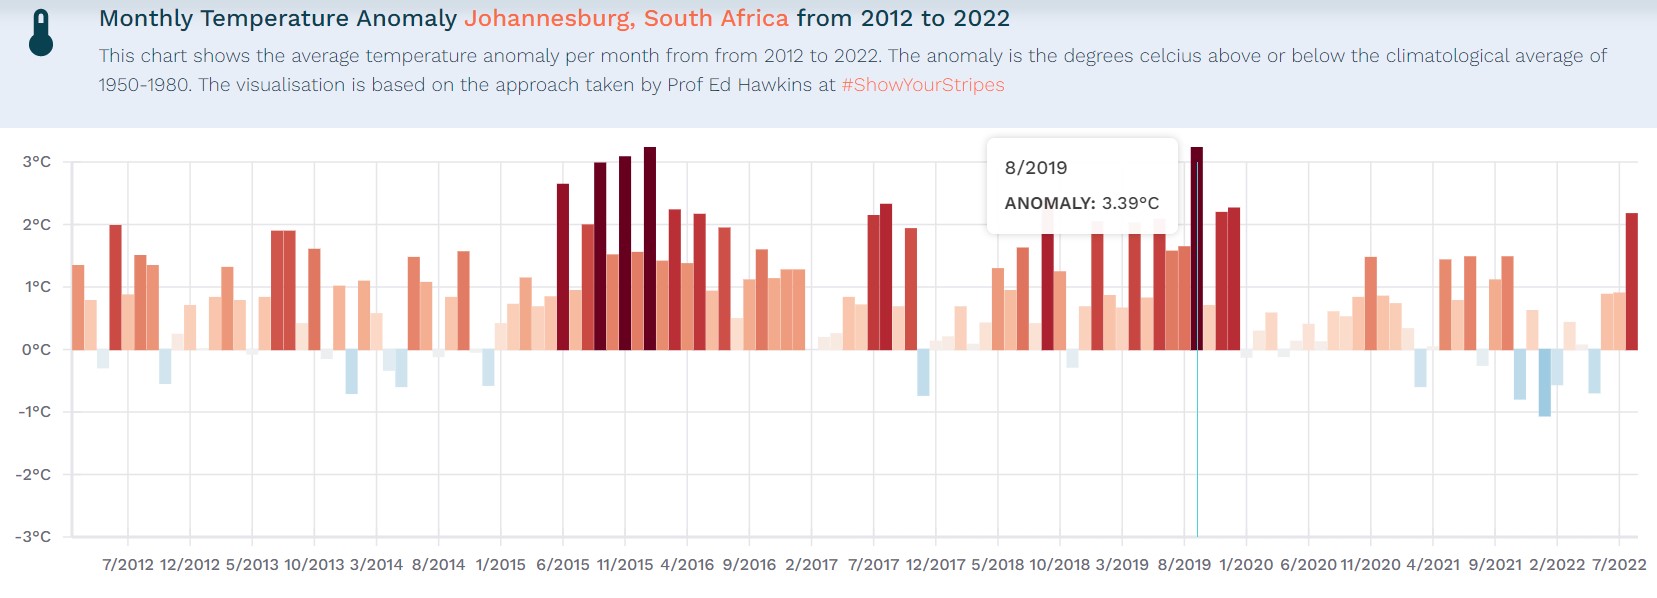 Monthly Temperature Anomaly Johannesburg, South Africa from 2012 to 2022
This chart shows the average temperature anomaly per month from from 2012 to 2022. The anomaly is the degrees celcius above or below the climatological average of
1950-1980. The visualisation is based on the approach taken by Prof Ed Hawkins at #ShowYourStripes
8/2019
ANOMALY: 3.39°C
3°C
2°C
1°C
0°C
-1°C
-2°C
-3°C
7/2012 12/2012 5/2013 10/2013 3/2014 8/2014 1/2015 6/2015 11/2015 4/2016 9/2016 2/2017 7/2017 12/2017 5/2018 10/2018 3/2019 8/2019 1/2020 6/2020 11/2020 4/2021 9/2021 2/2022 7/2022